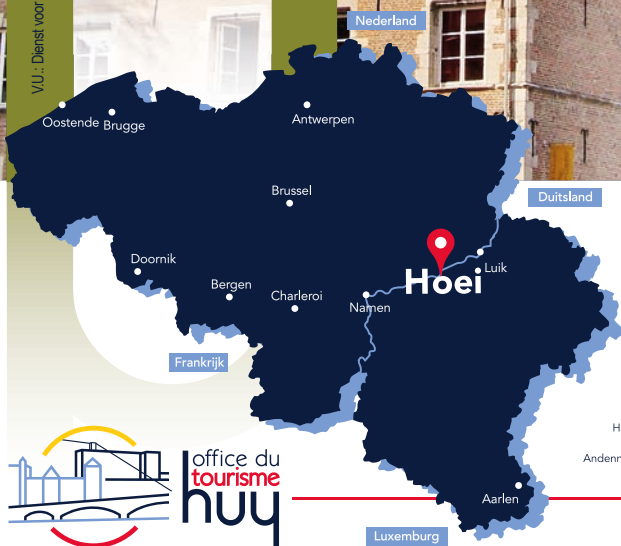 V.U.: Dienst voor
Nederland
Oostende
Brugge
Antwerpen
Brussel
Duitsland
Doornik
Hoei
Luik
Bergen
Charleroi
Namen
Frankrijk
office du
tourisme
huy
H
Andenn
Aarlen
Luxemburg